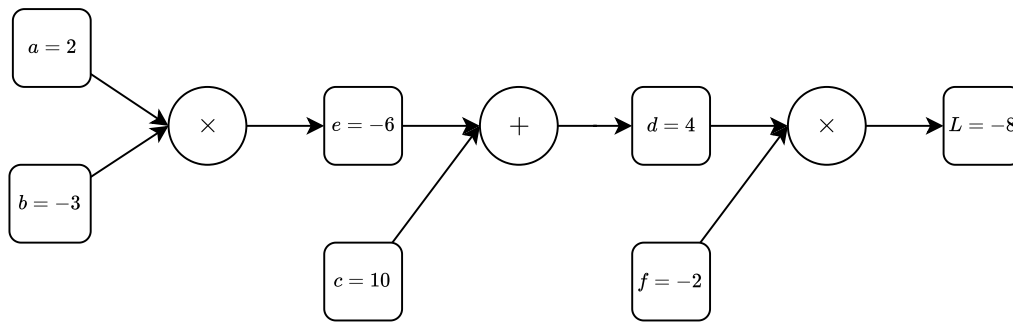 a = 2
b = −3
×
e = −6
c = 10
+
d = 4
f = −2
×
L = −8